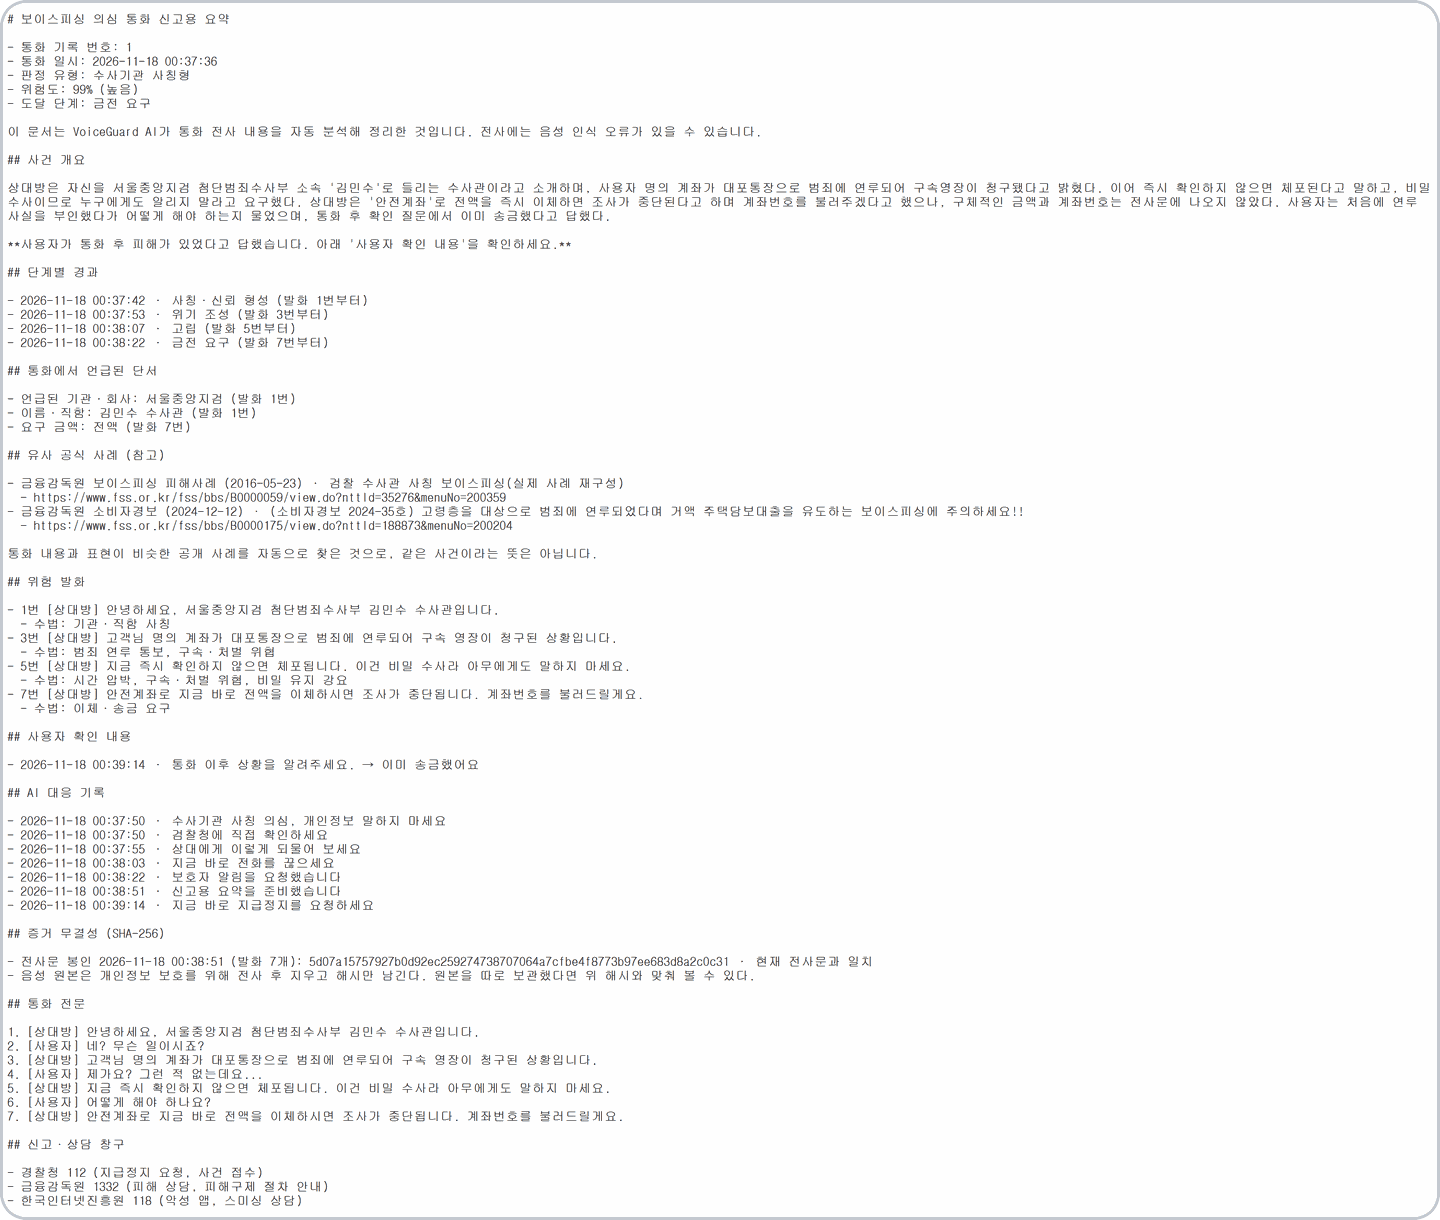 # 보이스피싱 의심 통화 신고용 요약
- 통화 기록 번호: 1
- 통화 일시: 2026-11-18 00:37:36
- 판정 유형: 수사기관 사칭형
- 위험도: 99% (높음)
- 도달 단계: 금전 요구
이 문서는 VoiceGuard AI가 통화 전사 내용을 자동 분석해 정리한 것입니다. 전사에는 음성 인식 오류가 있을 수 있습니다.
## 사건 개요
상대방은 자신을 서울중앙지검 첨단범죄수사부 소속 '김민수'로 들리는 수사관이라고 소개하며, 사용자 명의 계좌가 대포통장으로 범죄에 연루되어 구속영장이 청구됐다고 밝혔다. 이어 즉시 확인하지 않으면 체포된다고 말하고, 비밀
수사이므로 누구에게도 알리지 말라고 요구했다. 상대방은 '안전계좌'로 전액을 즉시 이체하면 조사가 중단된다고 하며 계좌번호를 불러주겠다고 했으나, 구체적인 금액과 계좌번호는 전사문에 나오지 않았다. 사용자는 처음에 연루
사실을 부인했다가 어떻게 해야 하는지 물었으며, 통화 후 확인 질문에서 이미 송금했다고 답했다.
**사용자가 통화 후 피해가 있었다고 답했습니다. 아래 '사용자 확인 내용'을 확인하세요.**
## 단계별 경과
- 2026-11-18 00:37:42 · 사칭·신뢰 형성 (발화 1번부터)
- 2026-11-18 00:37:53 · 위기 조성 (발화 3번부터)
- 2026-11-18 00:38:07 · 고립 (발화 5번부터)
- 2026-11-18 00:38:22 · 금전 요구 (발화 7번부터)
## 통화에서 언급된 단서
- 언급된 기관·회사: 서울중앙지검 (발화 1번)
- 이름·직함: 김민수 수사관 (발화 1번)
- 요구 금액: 전액 (발화 7번)
## 유사 공식 사례 (참고)
- 금융감독원 보이스피싱 피해사례 (2016-05-23) · 검찰 수사관 사칭 보이스피싱(실제 사례 재구성)
- https://www.fss.or.kr/fss/bbs/B0000059/view.do?nttId=35276&menuNo=200359
- 금융감독원 소비자경보 (2024-12-12) · (소비자경보 2024-35호) 고령층을 대상으로 범죄에 연루되었다며 거액 주택담보대출을 유도하는 보이스피싱에 주의하세요!!
- https://www.fss.or.kr/fss/bbs/B0000175/view.do?nttId=188873&menuNo=200204
통화 내용과 표현이 비슷한 공개 사례를 자동으로 찾은 것으로, 같은 사건이라는 뜻은 아닙니다.
## 위험 발화
- 1번 [상대방] 안녕하세요, 서울중앙지검 첨단범죄수사부 김민수 수사관입니다.
- 수법: 기관·직함 사칭
- 3번 [상대방] 고객님 명의 계좌가 대포통장으로 범죄에 연루되어 구속 영장이 청구된 상황입니다.
- 수법: 범죄 연루 통보, 구속·처벌 위협
- 5번 [상대방] 지금 즉시 확인하지 않으면 체포됩니다. 이건 비밀 수사라 아무에게도 말하지 마세요.
- 수법: 시간 압박, 구속·처벌 위협, 비밀 유지 강요
- 7번 [상대방] 안전계좌로 지금 바로 전액을 이체하시면 조사가 중단됩니다. 계좌번호를 불러드릴게요.
- 수법: 이체·송금 요구
## 사용자 확인 내용
- 2026-11-18 00:39:14 · 통화 이후 상황을 알려주세요. → 이미 송금했어요
## AI 대응 기록
- 2026-11-18 00:37:50 · 수사기관 사칭 의심, 개인정보 말하지 마세요
- 2026-11-18 00:37:50 · 검찰청에 직접 확인하세요
- 2026-11-18 00:37:55 · 상대에게 이렇게 되물어 보세요
- 2026-11-18 00:38:03 · 지금 바로 전화를 끊으세요
- 2026-11-18 00:38:22 · 보호자 알림을 요청했습니다
- 2026-11-18 00:38:51 · 신고용 요약을 준비했습니다
- 2026-11-18 00:39:14 · 지금 바로 지급정지를 요청하세요
## 증거 무결성 (SHA-256)
- 전사문 봉인 2026-11-18 00:38:51 (발화 7개): 5d07a15757927b0d92ec259274738707064a7cfbe4f8773b97ee683d8a2c0c31 · 현재 전사문과 일치
- 음성 원본은 개인정보 보호를 위해 전사 후 지우고 해시만 남긴다. 원본을 따로 보관했다면 위 해시와 맞춰 볼 수 있다.
## 통화 전문
1. [상대방] 안녕하세요, 서울중앙지검 첨단범죄수사부 김민수 수사관입니다.
2. [사용자] 네? 무슨 일이시죠?
3. [상대방] 고객님 명의 계좌가 대포통장으로 범죄에 연루되어 구속 영장이 청구된 상황입니다.
4. [사용자] 제가요? 그런 적 없는데요...
5. [상대방] 지금 즉시 확인하지 않으면 체포됩니다. 이건 비밀 수사라 아무에게도 말하지 마세요.
6. [사용자] 어떻게 해야 하나요?
7. [상대방] 안전계좌로 지금 바로 전액을 이체하시면 조사가 중단됩니다. 계좌번호를 불러드릴게요.
## 신고·상담 창구
- 경찰청 112 (지급정지 요청, 사건 접수)
- 금융감독원 1332 (피해 상담, 피해구제 절차 안내)
- 한국인터넷진흥원 118 (악성 앱, 스미싱 상담)